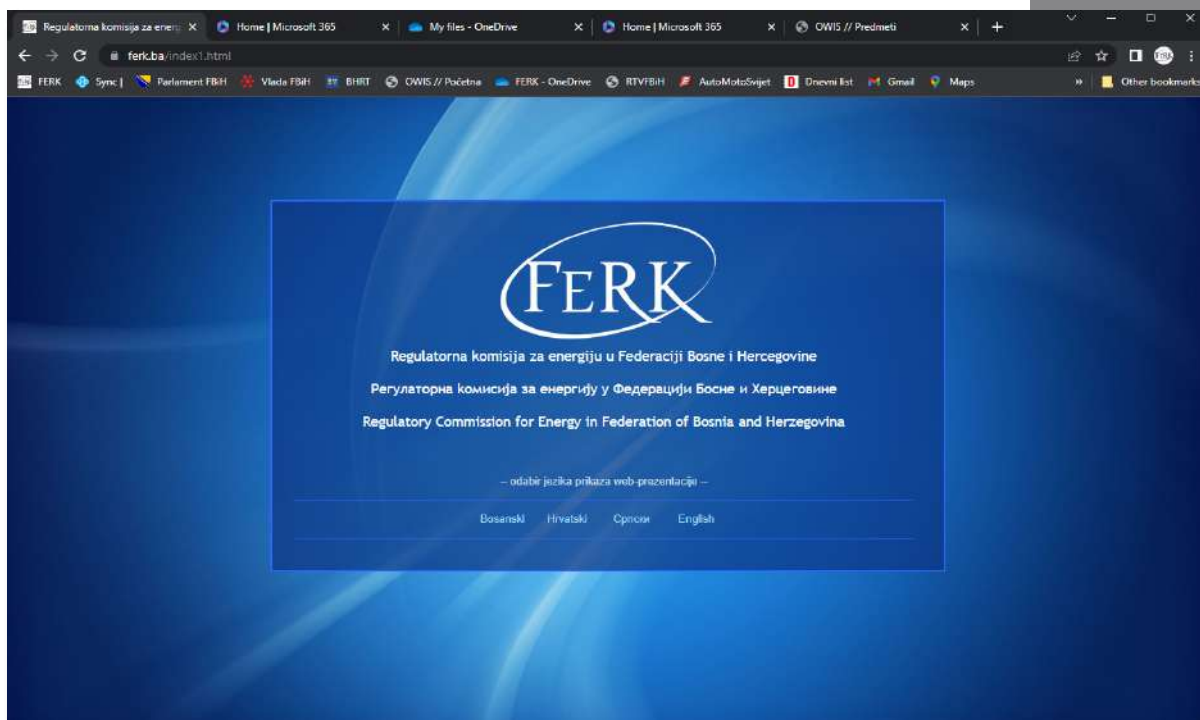 Regulatorna komisija za energ
Home | Microsoft 365
My files - OneDrive
Home | Microsoft 365
OWIS // Predmeti
ferk.ba/index1.html
FERK
Sync |
Parlament FBiH
Vlada FBiH
BHRT
OWIS // Početna
FERK - OneDrive
RTVFBiH
AutoMotoSvijet
Dnevni list
Gmail
Maps
»
Other bookmarks
FERK
Regulatorna komisija za energiju u Federaciji Bosne i Hercegovine
Регулаторна комисија за енергију у Федерацији Босне и Херцеговине
Regulatory Commission for Energy in Federation of Bosnia and Herzegovina
-- odabir jezika prikaza web-prezentacije --
Bosanski Hrvatski Српски English